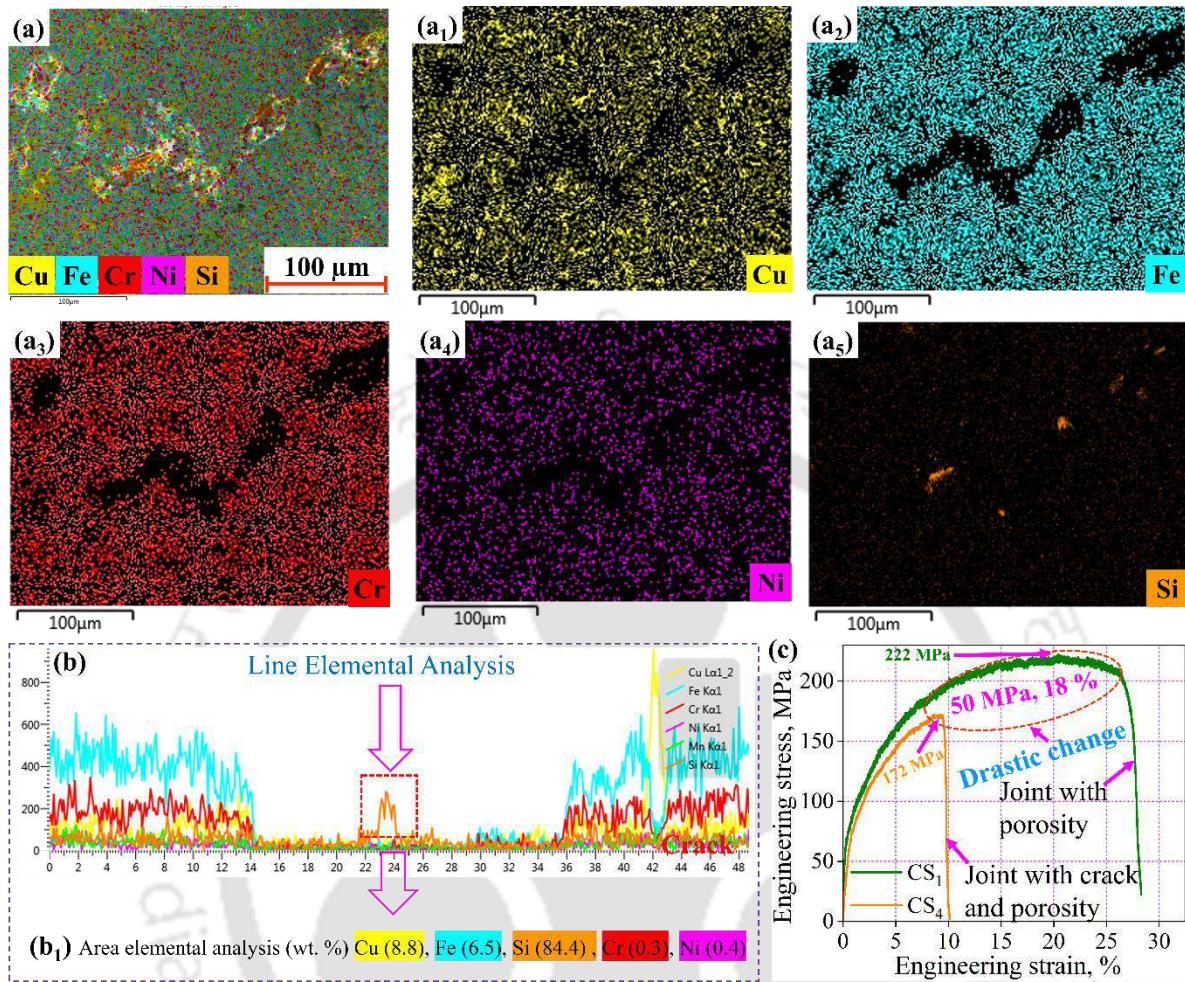 (a)
Cu Fe Cr Ni Si
100 µm
100µm
(a₁)
100µm
Cu
(a₂)
100µm
Fe
(a₃)
100µm
Cr
(a₄)
100µm
Ni
(a₅)
100µm
Si
(b)
Line Elemental Analysis
Cu Lα1_2
Fe Kα1
Cr Kα1
Ni Kα1
Mn Kα1
Si Kα1
800
600
400
200
0
Crack
0 2 4 6 8 10 12 14 16 18 20 22 24 26 28 30 32 34 36 38 40 42 44 46 48
(b₁) Area elemental analysis (wt. %) Cu (8.8), Fe (6.5), Si (84.4) , Cr (0.3), Ni (0.4)
(c)
Engineering stress, MPa
200
150
100
50
0
222 MPa
50 MPa, 18 %
172 MPa
Drastic change
Joint with
porosity
CS₁
CS₄
Joint with crack
and porosity
0 5 10 15 20 25 30
Engineering strain, %